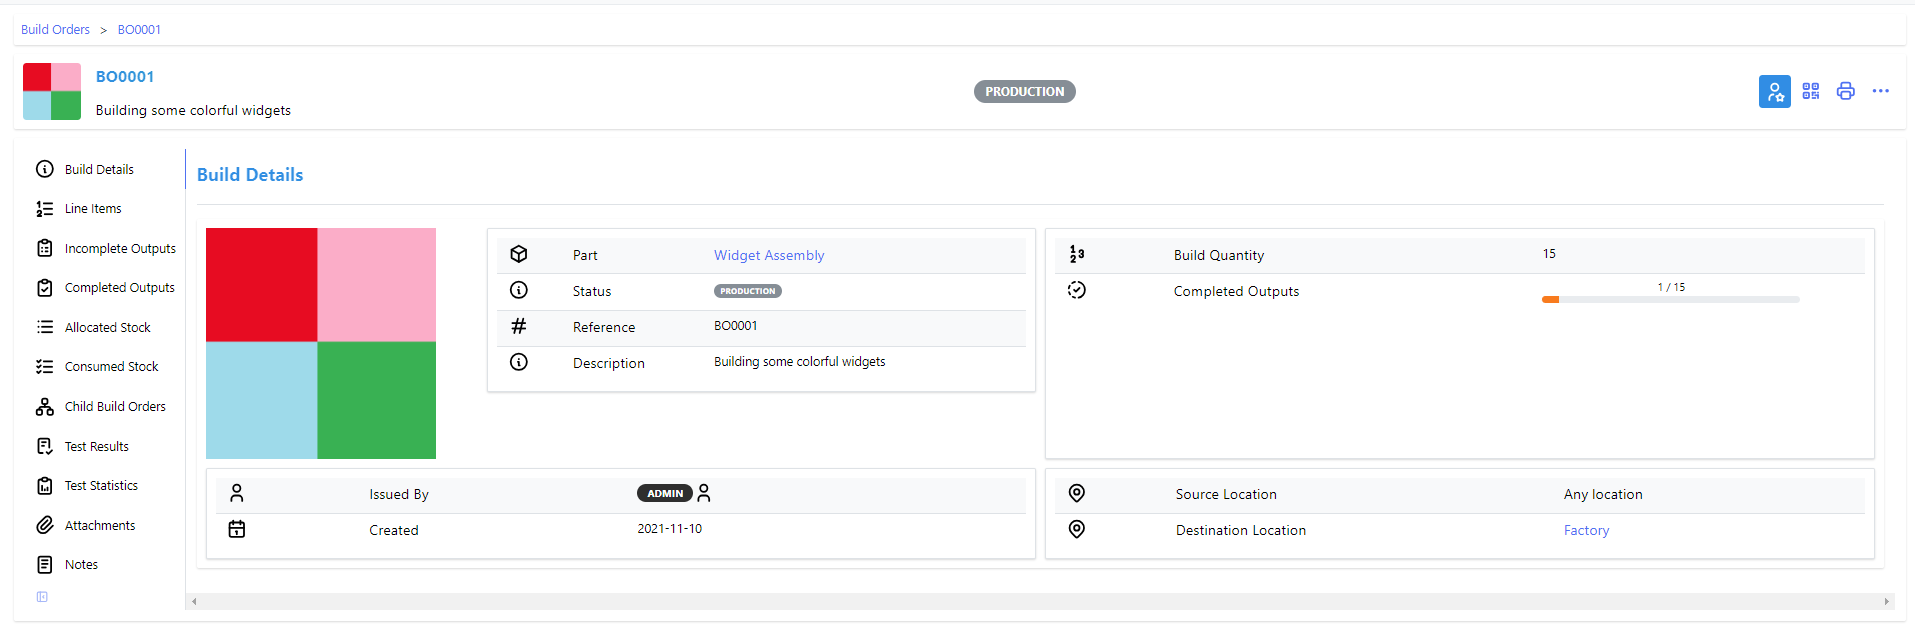 Build Orders > BO0001
BO0001
Building some colorful widgets
PRODUCTION
Build Details
Line Items
Incomplete Outputs
Completed Outputs
Allocated Stock
Consumed Stock
Child Build Orders
Test Results
Test Statistics
Attachments
Notes
Build Details
Part Widget Assembly
Status PRODUCTION
Reference BO0001
Description Building some colorful widgets
Build Quantity 15
Completed Outputs 1 / 15
Issued By ADMIN
Created 2021-11-10
Source Location Any location
Destination Location Factory